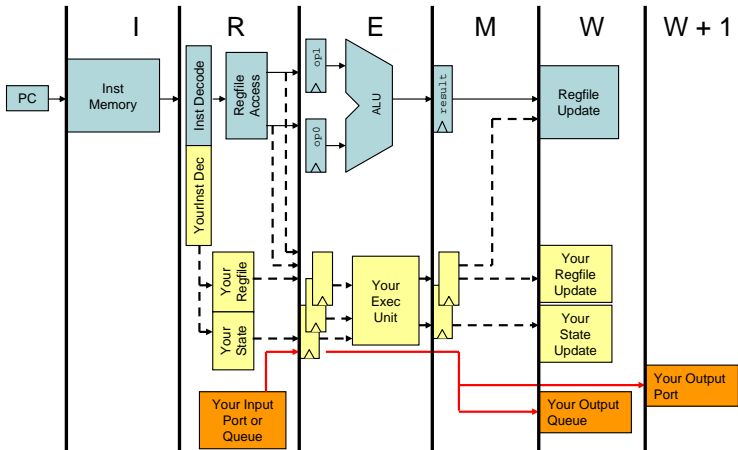 I
R
E
M
W
W + 1
PC
Inst
Memory
Inst Decode
YourInst Dec
Regfile
Access
op1
op0
ALU
result
Regfile
Update
Your
Regfile
Your
State
Your
Exec
Unit
Your
Regfile
Update
Your
State
Update
Your Input
Port or
Queue
Your Output
Queue
Your Output
Port